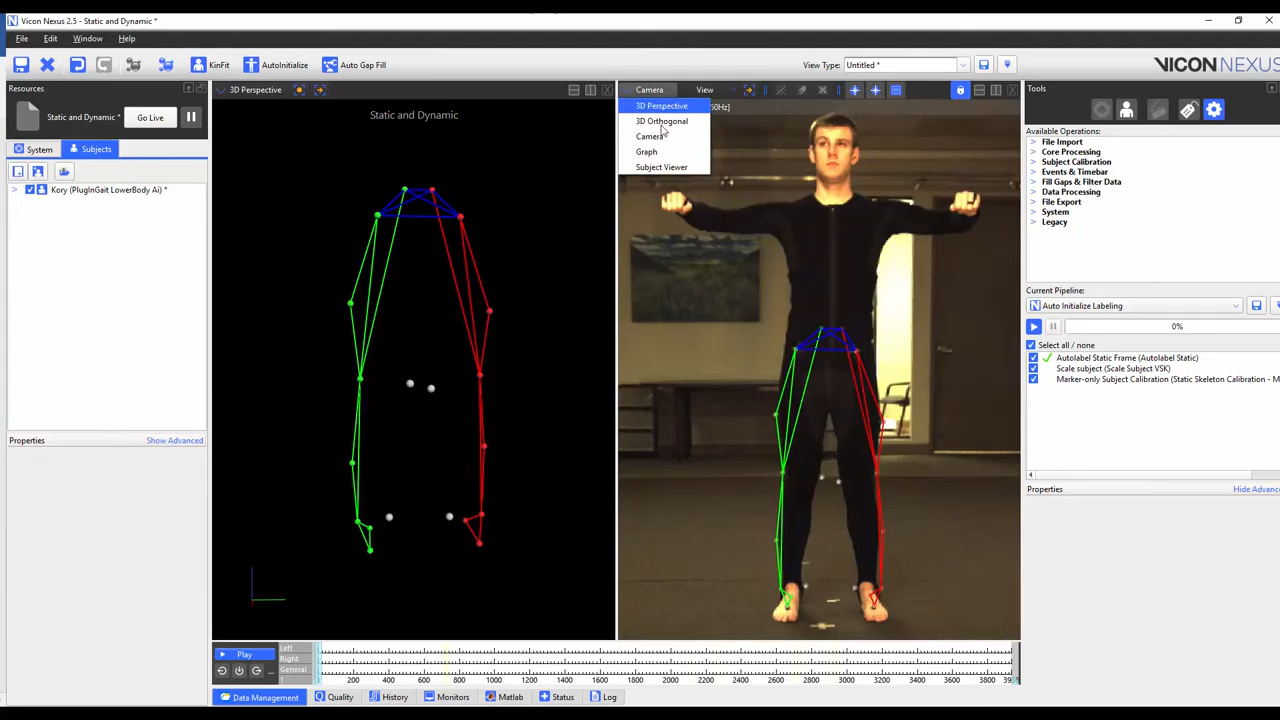 Vicon Nexus 2.5 - Static and Dynamic *
File Edit Window Help
KinFit AutoInitialize Auto Gap Fill
View Type: Untitled *
VICON NEXUS
Resources
Static and Dynamic *
Go Live
System Subjects
Kory (PlugInGait LowerBody Ai) *
Properties Show Advanced
3D Perspective
Static and Dynamic
Camera View
3D Perspective
3D Orthogonal
Camera
Graph
Subject Viewer
Tools
Available Operations:
> File Import
> Core Processing
> Subject Calibration
> Events & Timebar
> Fill Gaps & Filter Data
> Data Processing
> File Export
> System
> Legacy
Current Pipeline:
Auto Initialize Labeling
0%
Select all / none
Autolabel Static Frame (Autolabel Static)
Scale subject (Scale Subject VSK)
Marker-only Subject Calibration (Static Skeleton Calibration - M
Properties Hide Advanc
Play
Left
Right
General
1 200 400 600 800 1000 1200 1400 1600 1800 2000 2200 2400 2600 2800 3000 3200 3400 3600 3800
Data Management Quality History Monitors Matlab Status Log